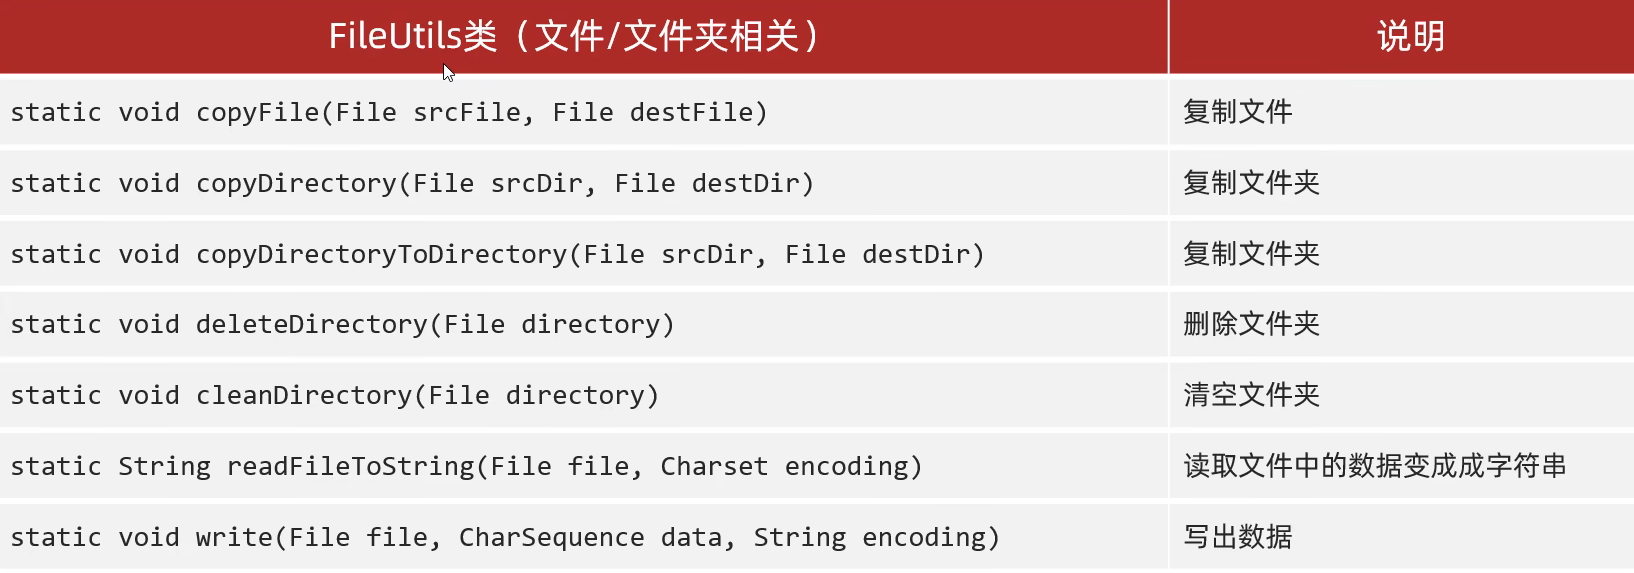 FileUtils类（文件/文件夹相关） 说明
static void copyFile(File srcFile, File destFile) 复制文件
static void copyDirectory(File srcDir, File destDir) 复制文件夹
static void copyDirectoryToDirectory(File srcDir, File destDir) 复制文件夹
static void deleteDirectory(File directory) 删除文件夹
static void cleanDirectory(File directory) 清空文件夹
static String readFileToString(File file, Charset encoding) 读取文件中的数据变成成字符串
static void write(File file, CharSequence data, String encoding) 写出数据